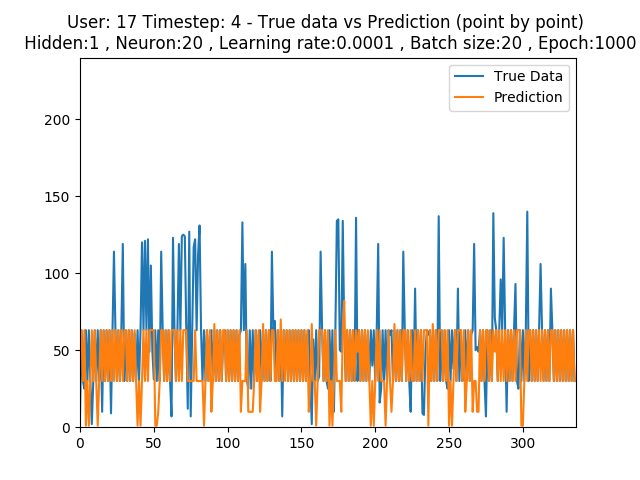 User: 17 Timestep: 4 - True data vs Prediction (point by point)
Hidden:1 , Neuron:20 , Learning rate:0.0001 , Batch size:20 , Epoch:1000
True Data
Prediction
200
150
100
50
0
0 50 100 150 200 250 300